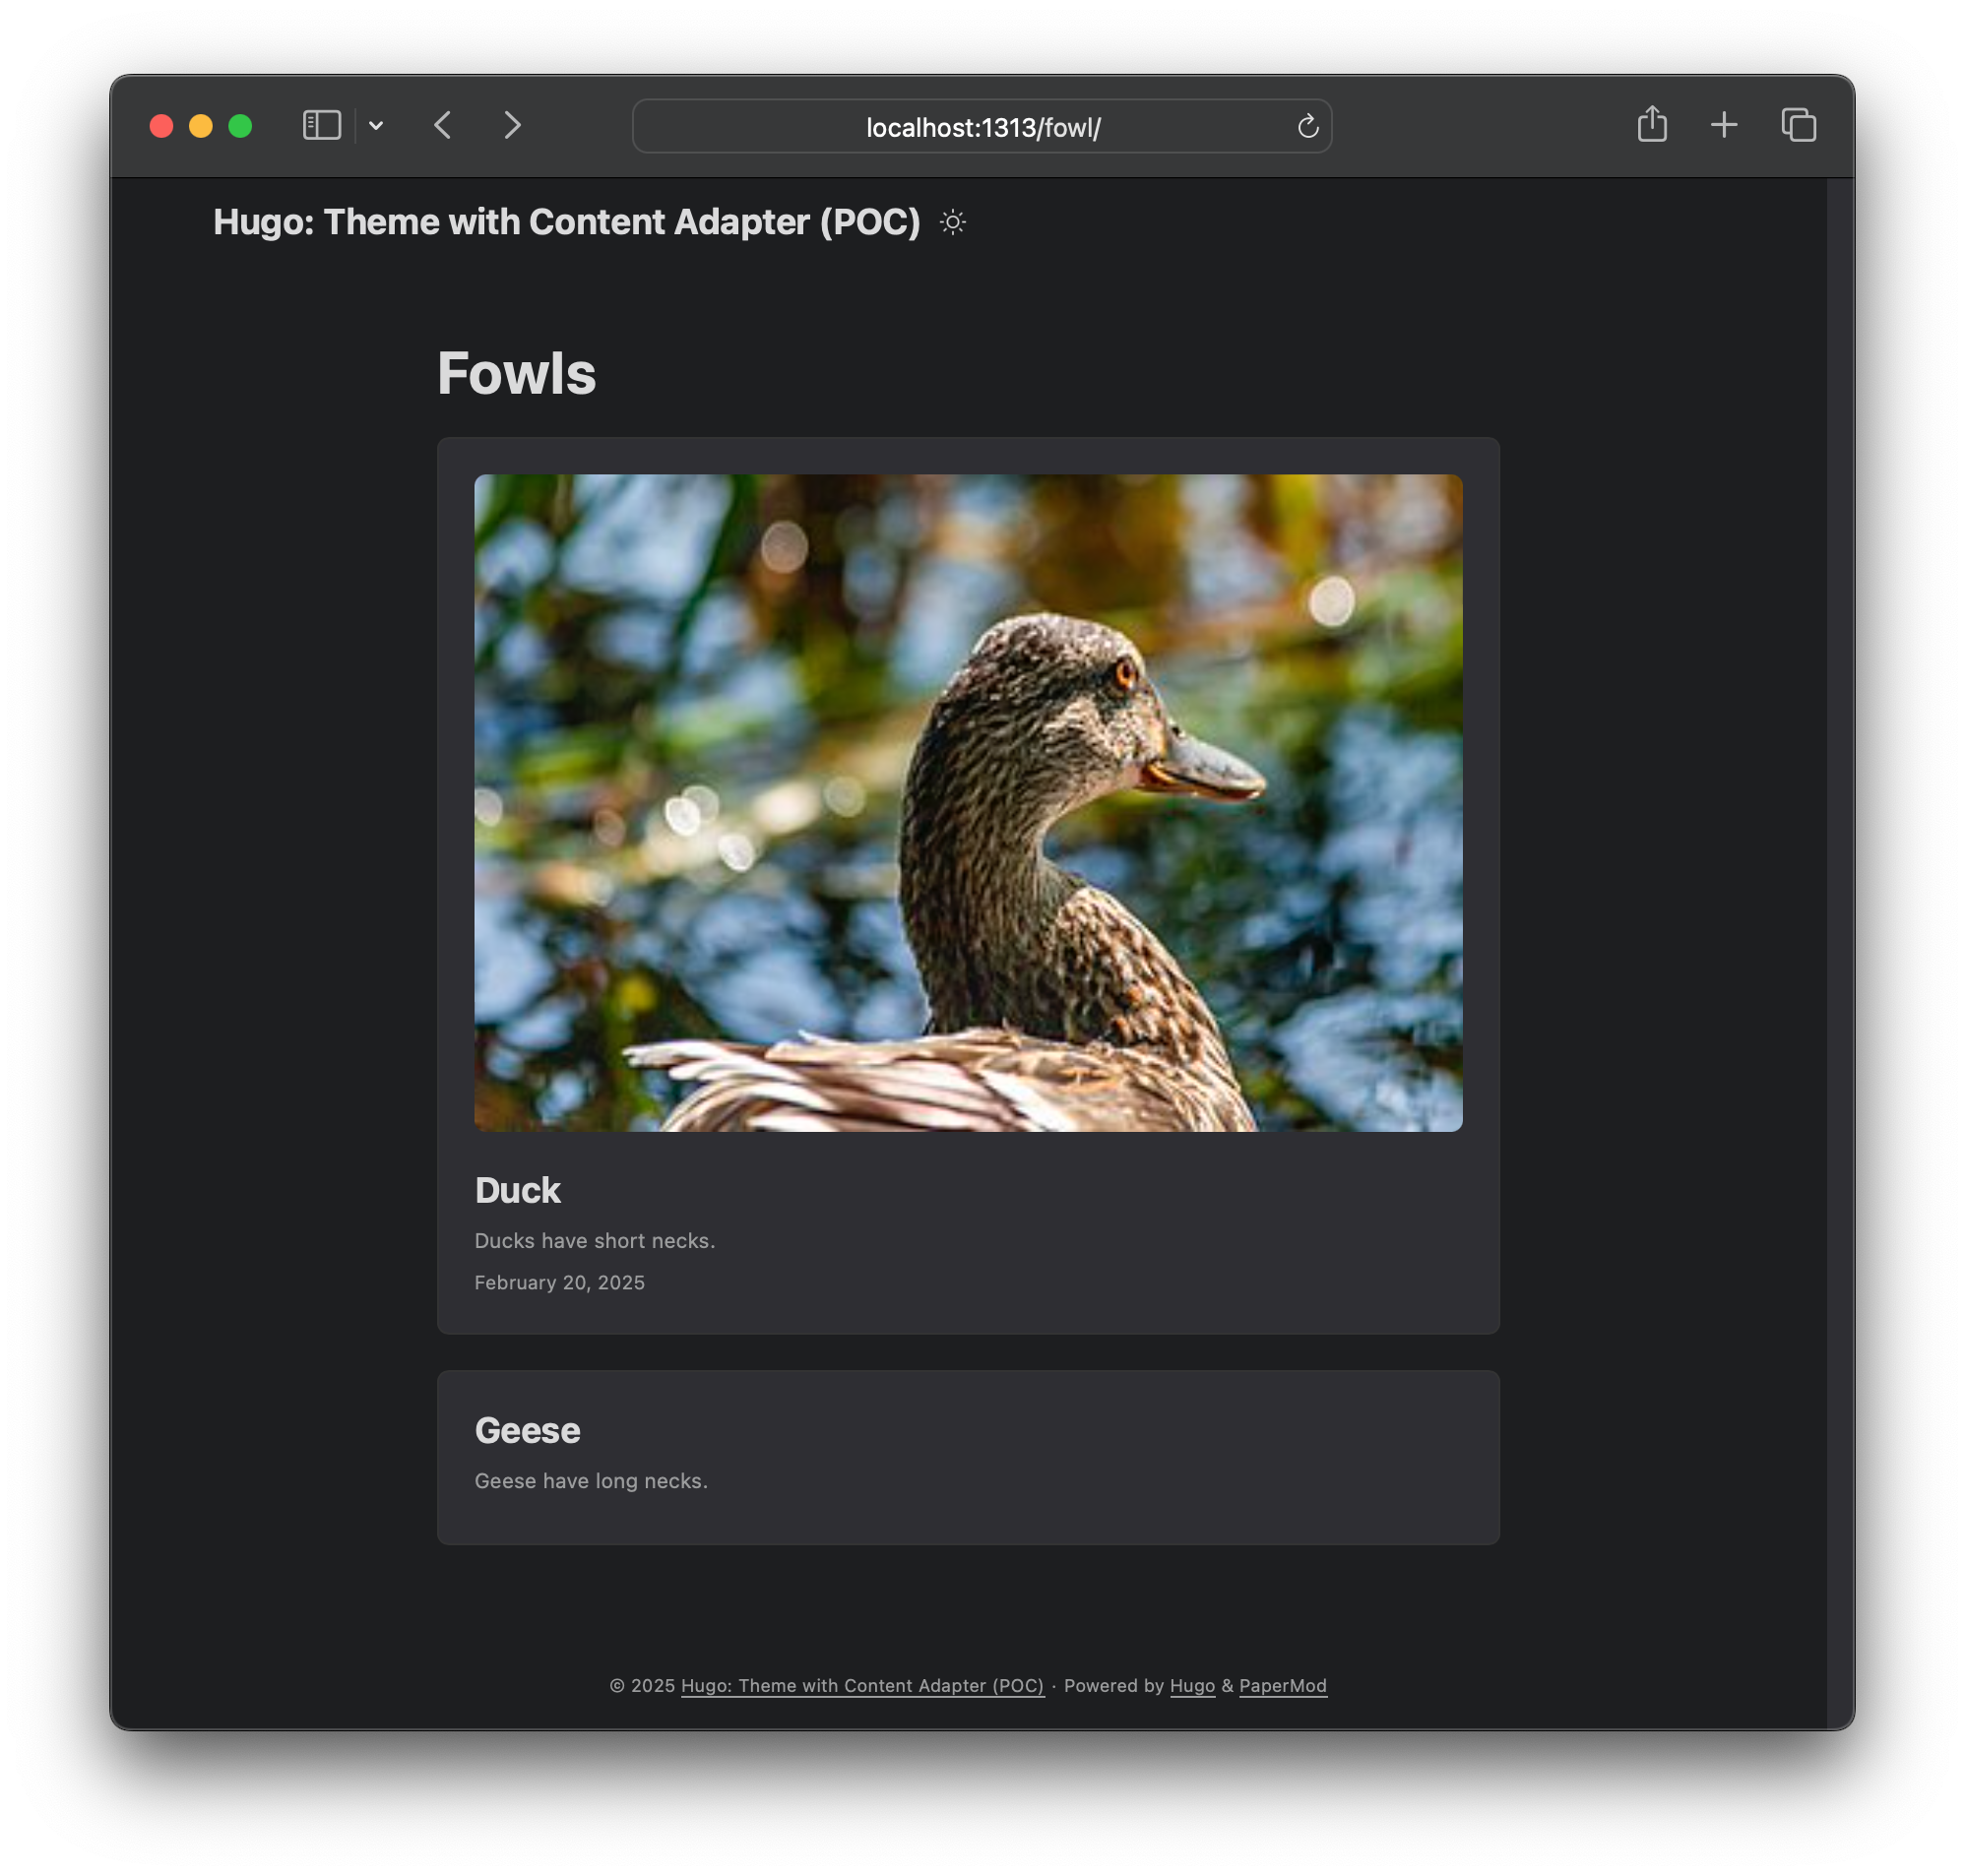 localhost:1313/fowl/
Hugo: Theme with Content Adapter (POC)
Fowls
Duck
Ducks have short necks.
February 20, 2025
Geese
Geese have long necks.
© 2025 Hugo: Theme with Content Adapter (POC) · Powered by Hugo & PaperMod